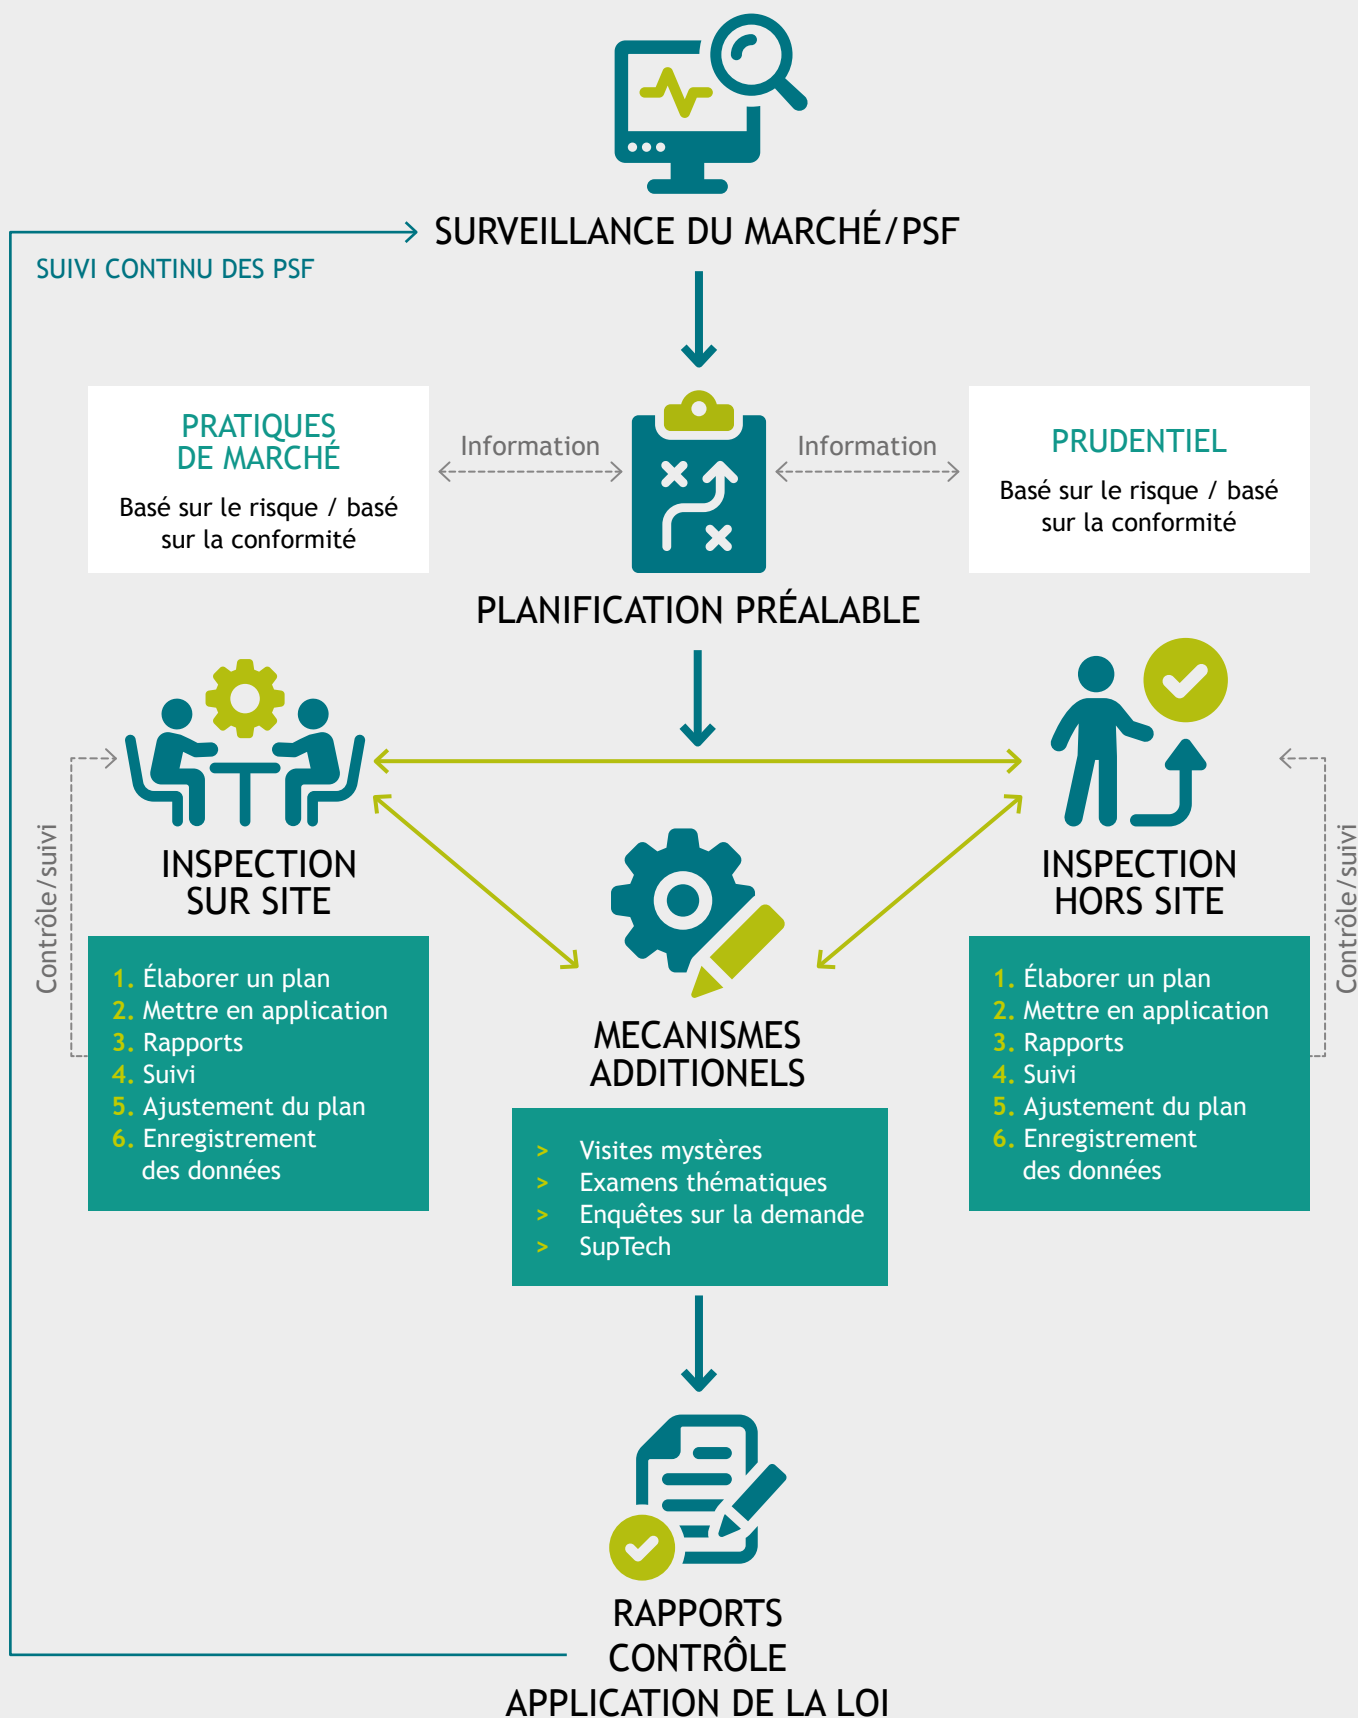 SURVEILLANCE DU MARCHÉ/PSF
SUIVI CONTINU DES PSF
PRATIQUES
DE MARCHÉ
Basé sur le risque / basé
sur la conformité
Information
Information
PRUDENTIEL
Basé sur le risque / basé
sur la conformité
PLANIFICATION PRÉALABLE
Contrôle/suivi
INSPECTION
SUR SITE
1. Élaborer un plan
2. Mettre en application
3. Rapports
4. Suivi
5. Ajustement du plan
6. Enregistrement
des données
MECANISMES
ADDITIONELS
> Visites mystères
> Examens thématiques
> Enquêtes sur la demande
> SupTech
INSPECTION
HORS SITE
1. Élaborer un plan
2. Mettre en application
3. Rapports
4. Suivi
5. Ajustement du plan
6. Enregistrement
des données
Contrôle/suivi
RAPPORTS
CONTRÔLE
APPLICATION DE LA LOI